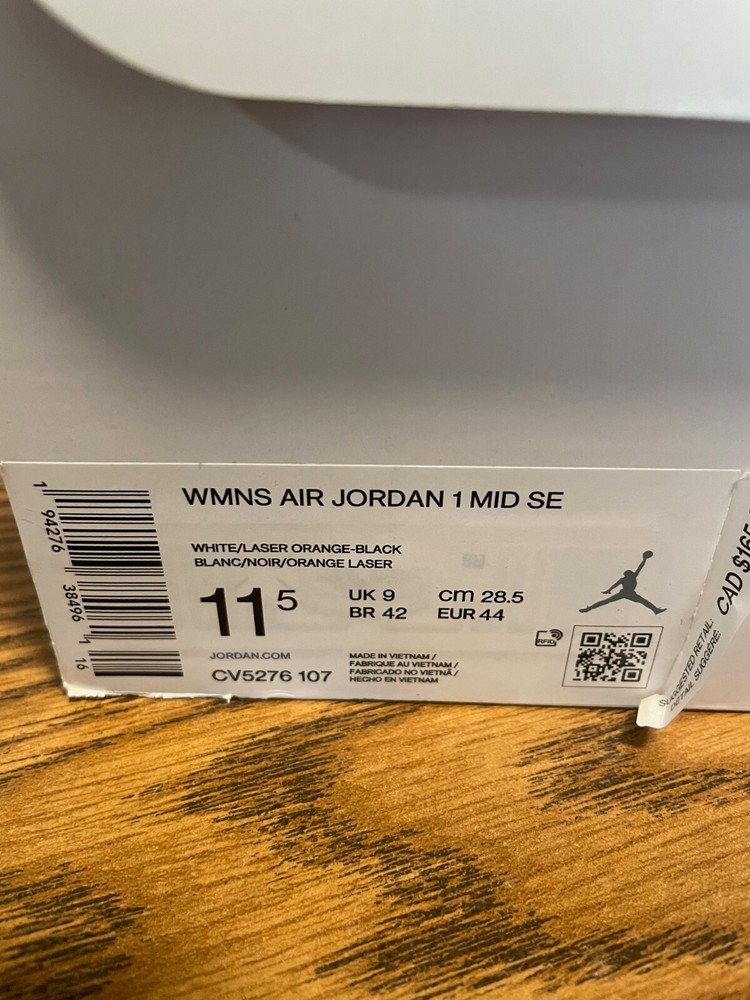 WMNS AIR JORDAN 1 MID SE
WHITE/LASER ORANGE-BLACK
BLANC/NOIR/ORANGE LASER
11 5
UK 9 cm 28.5
BR 42 EUR 44
RFID
JORDAN.COM
CV5276 107
MADE IN VIETNAM /
FABRIQUE AU VIETNAM /
FABRICADO NO VIETNÃ /
HECHO EN VIETNAM
1 94276 38496 4 16
SUGGESTED RETAIL:
DETAIL SUGGÉRÉ:
CAD $165